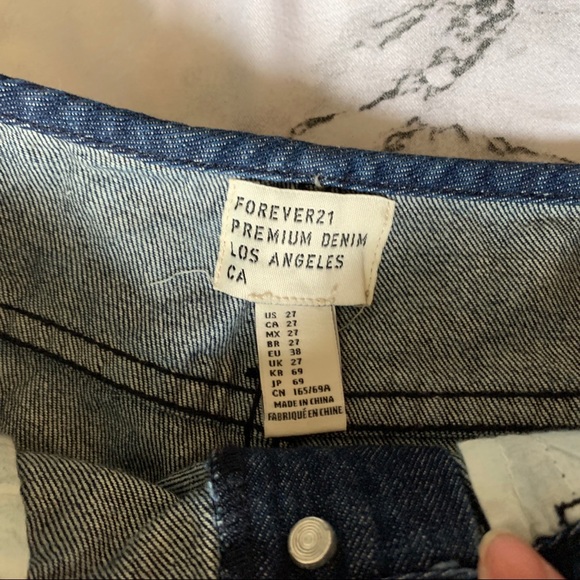 FOREVER21
PREMIUM DENIM
LOS ANGELES
CA
US 27
CA 27
MX 27
BR 27
EU 38
UK 27
KR 69
JP 69
CN 165/69A
MADE IN CHINA
FABRIQUÉ EN CHINE